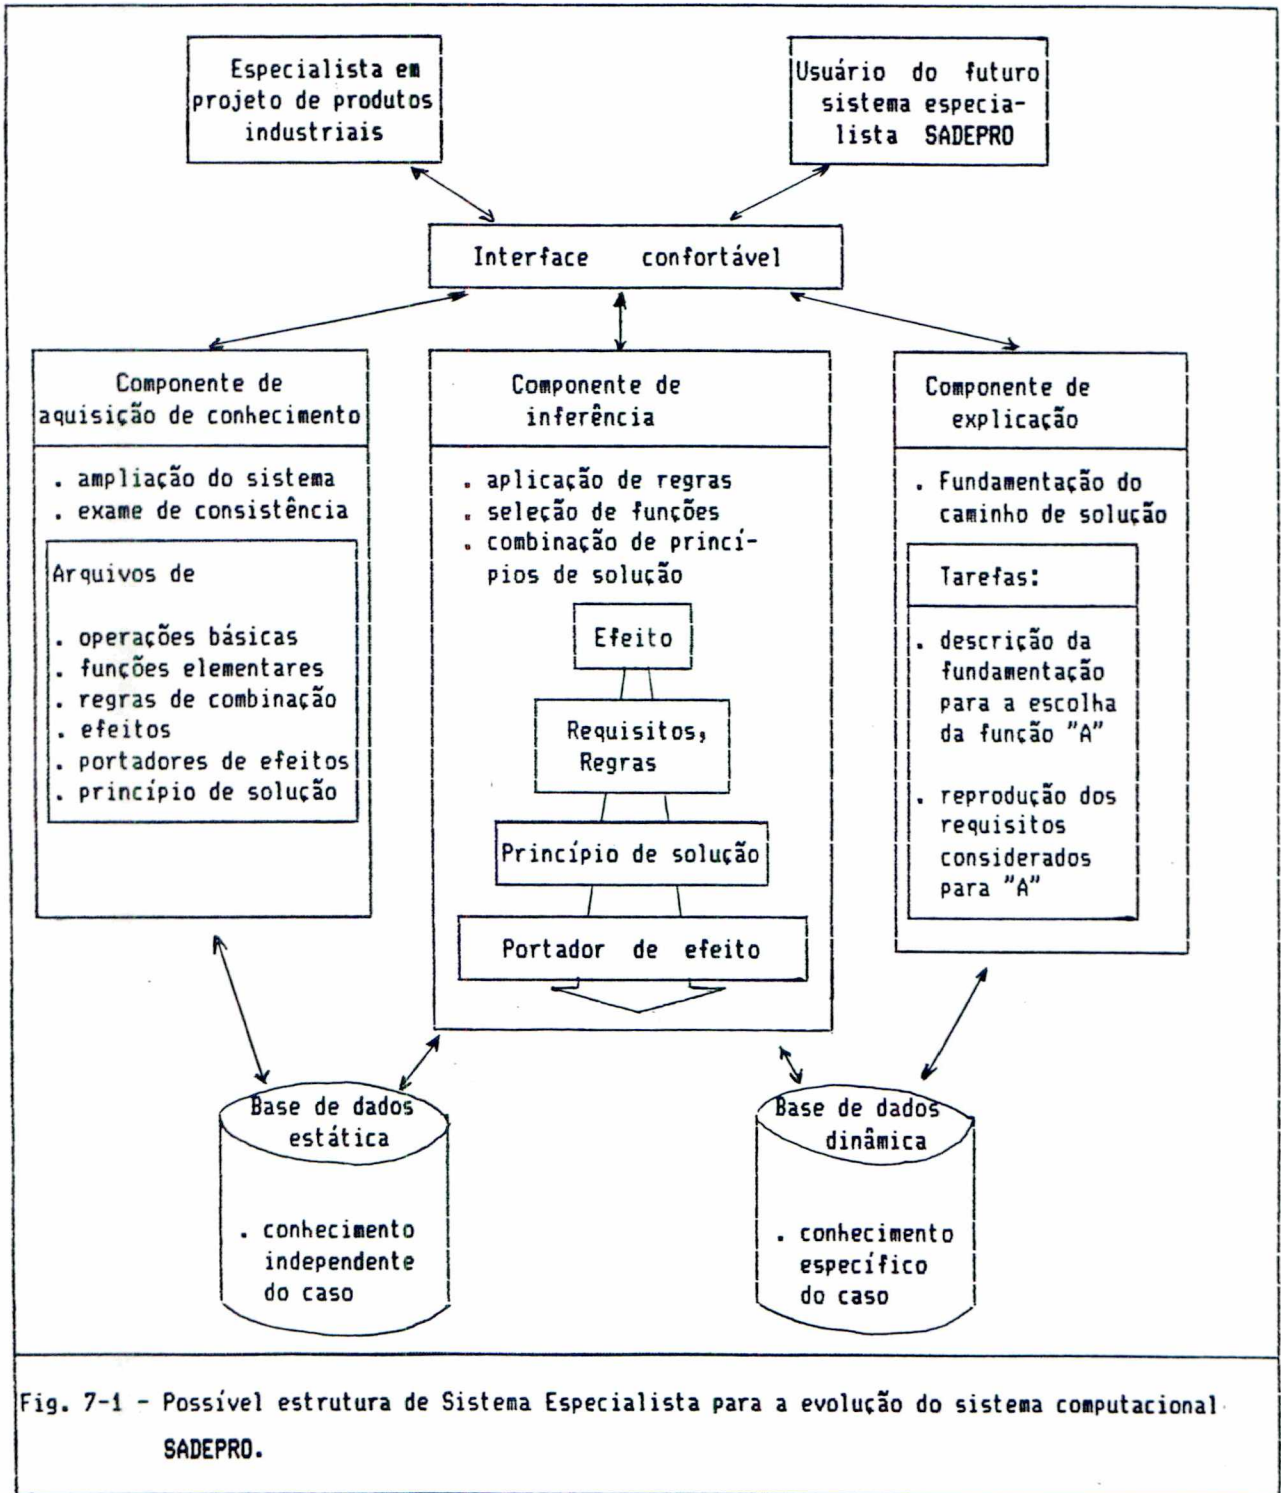 Especialista em
projeto de produtos
industriais
Usuário do futuro
sistema especia-
lista SADEPRO
Interface confortável
Componente de
aquisição de conhecimento
. ampliação do sistema
. exame de consistência
Arquivos de
. operações básicas
. funções elementares
. regras de combinação
. efeitos
. portadores de efeitos
. princípio de solução
Componente de
inferência
. aplicação de regras
. seleção de funções
. combinação de princí-
pios de solução
Efeito
Requisitos,
Regras
Princípio de solução
Portador de efeito
Componente de
explicação
. Fundamentação do
caminho de solução
Tarefas:
. descrição da
fundamentação
para a escolha
da função "A"
. reprodução dos
requisitos
considerados
para "A"
Base de dados
estática
. conhecimento
independente
do caso
Base de dados
dinâmica
. conhecimento
específico
do caso
Fig. 7-1 - Possível estrutura de Sistema Especialista para a evolução do sistema computacional
SADEPRO.